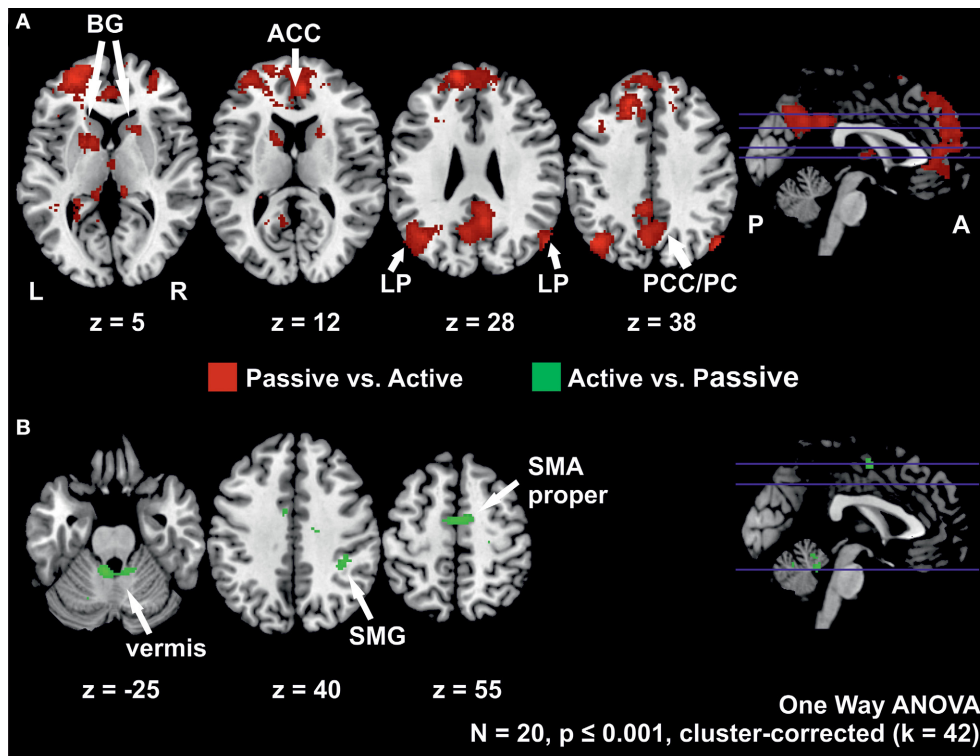 A
BG
ACC
L
R
LP
LP
PCC/PC
P
A
z = 5
z = 12
z = 28
z = 38
Passive vs. Active
Active vs. Passive
B
SMA
proper
vermis
SMG
z = -25
z = 40
z = 55
One Way ANOVA
N = 20, p ≤ 0.001, cluster-corrected (k = 42)